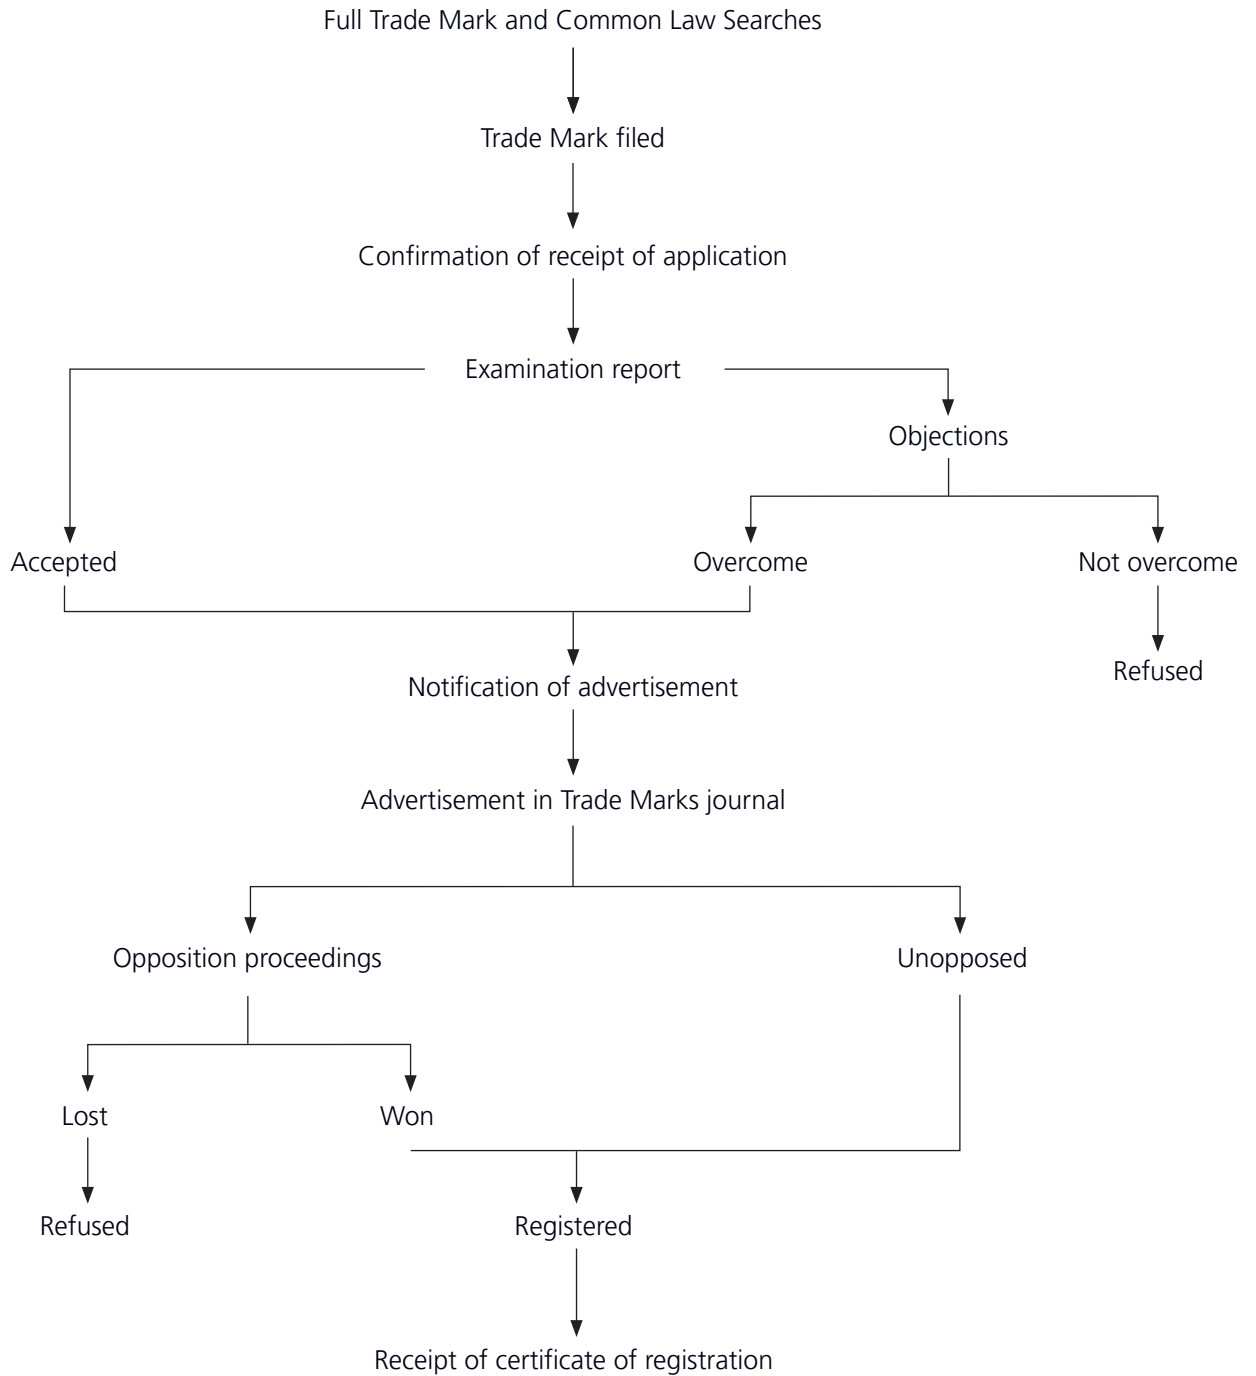 Full Trade Mark and Common Law Searches
Trade Mark filed
Confirmation of receipt of application
Examination report
Objections
Accepted
Overcome
Not overcome
Refused
Notification of advertisement
Advertisement in Trade Marks journal
Opposition proceedings
Unopposed
Lost
Won
Refused
Registered
Receipt of certificate of registration